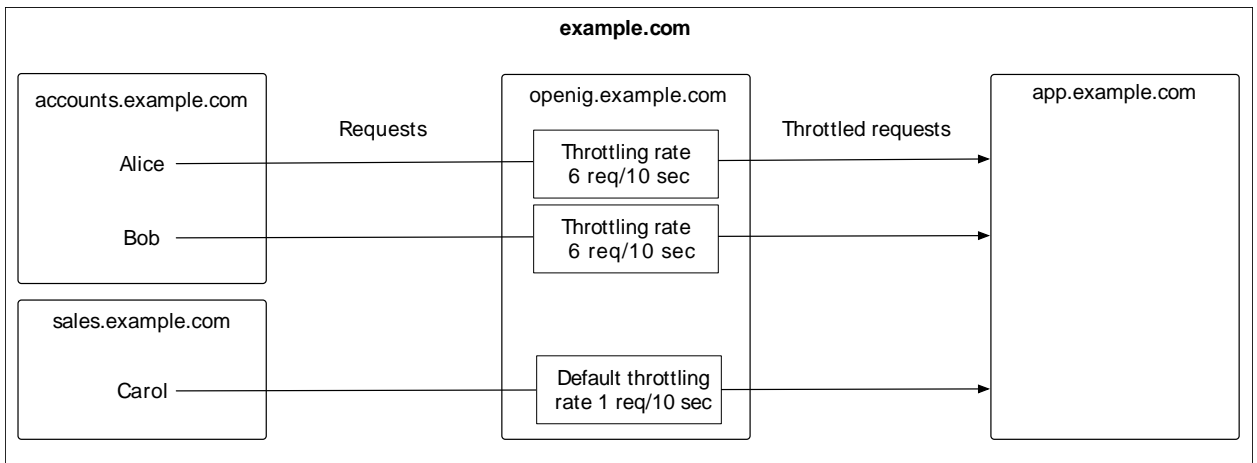 example.com
accounts.example.com
openig.example.com
app.example.com
Requests
Throttled requests
Alice
Throttling rate
6 req/10 sec
Bob
Throttling rate
6 req/10 sec
sales.example.com
Carol
Default throttling
rate 1 req/10 sec